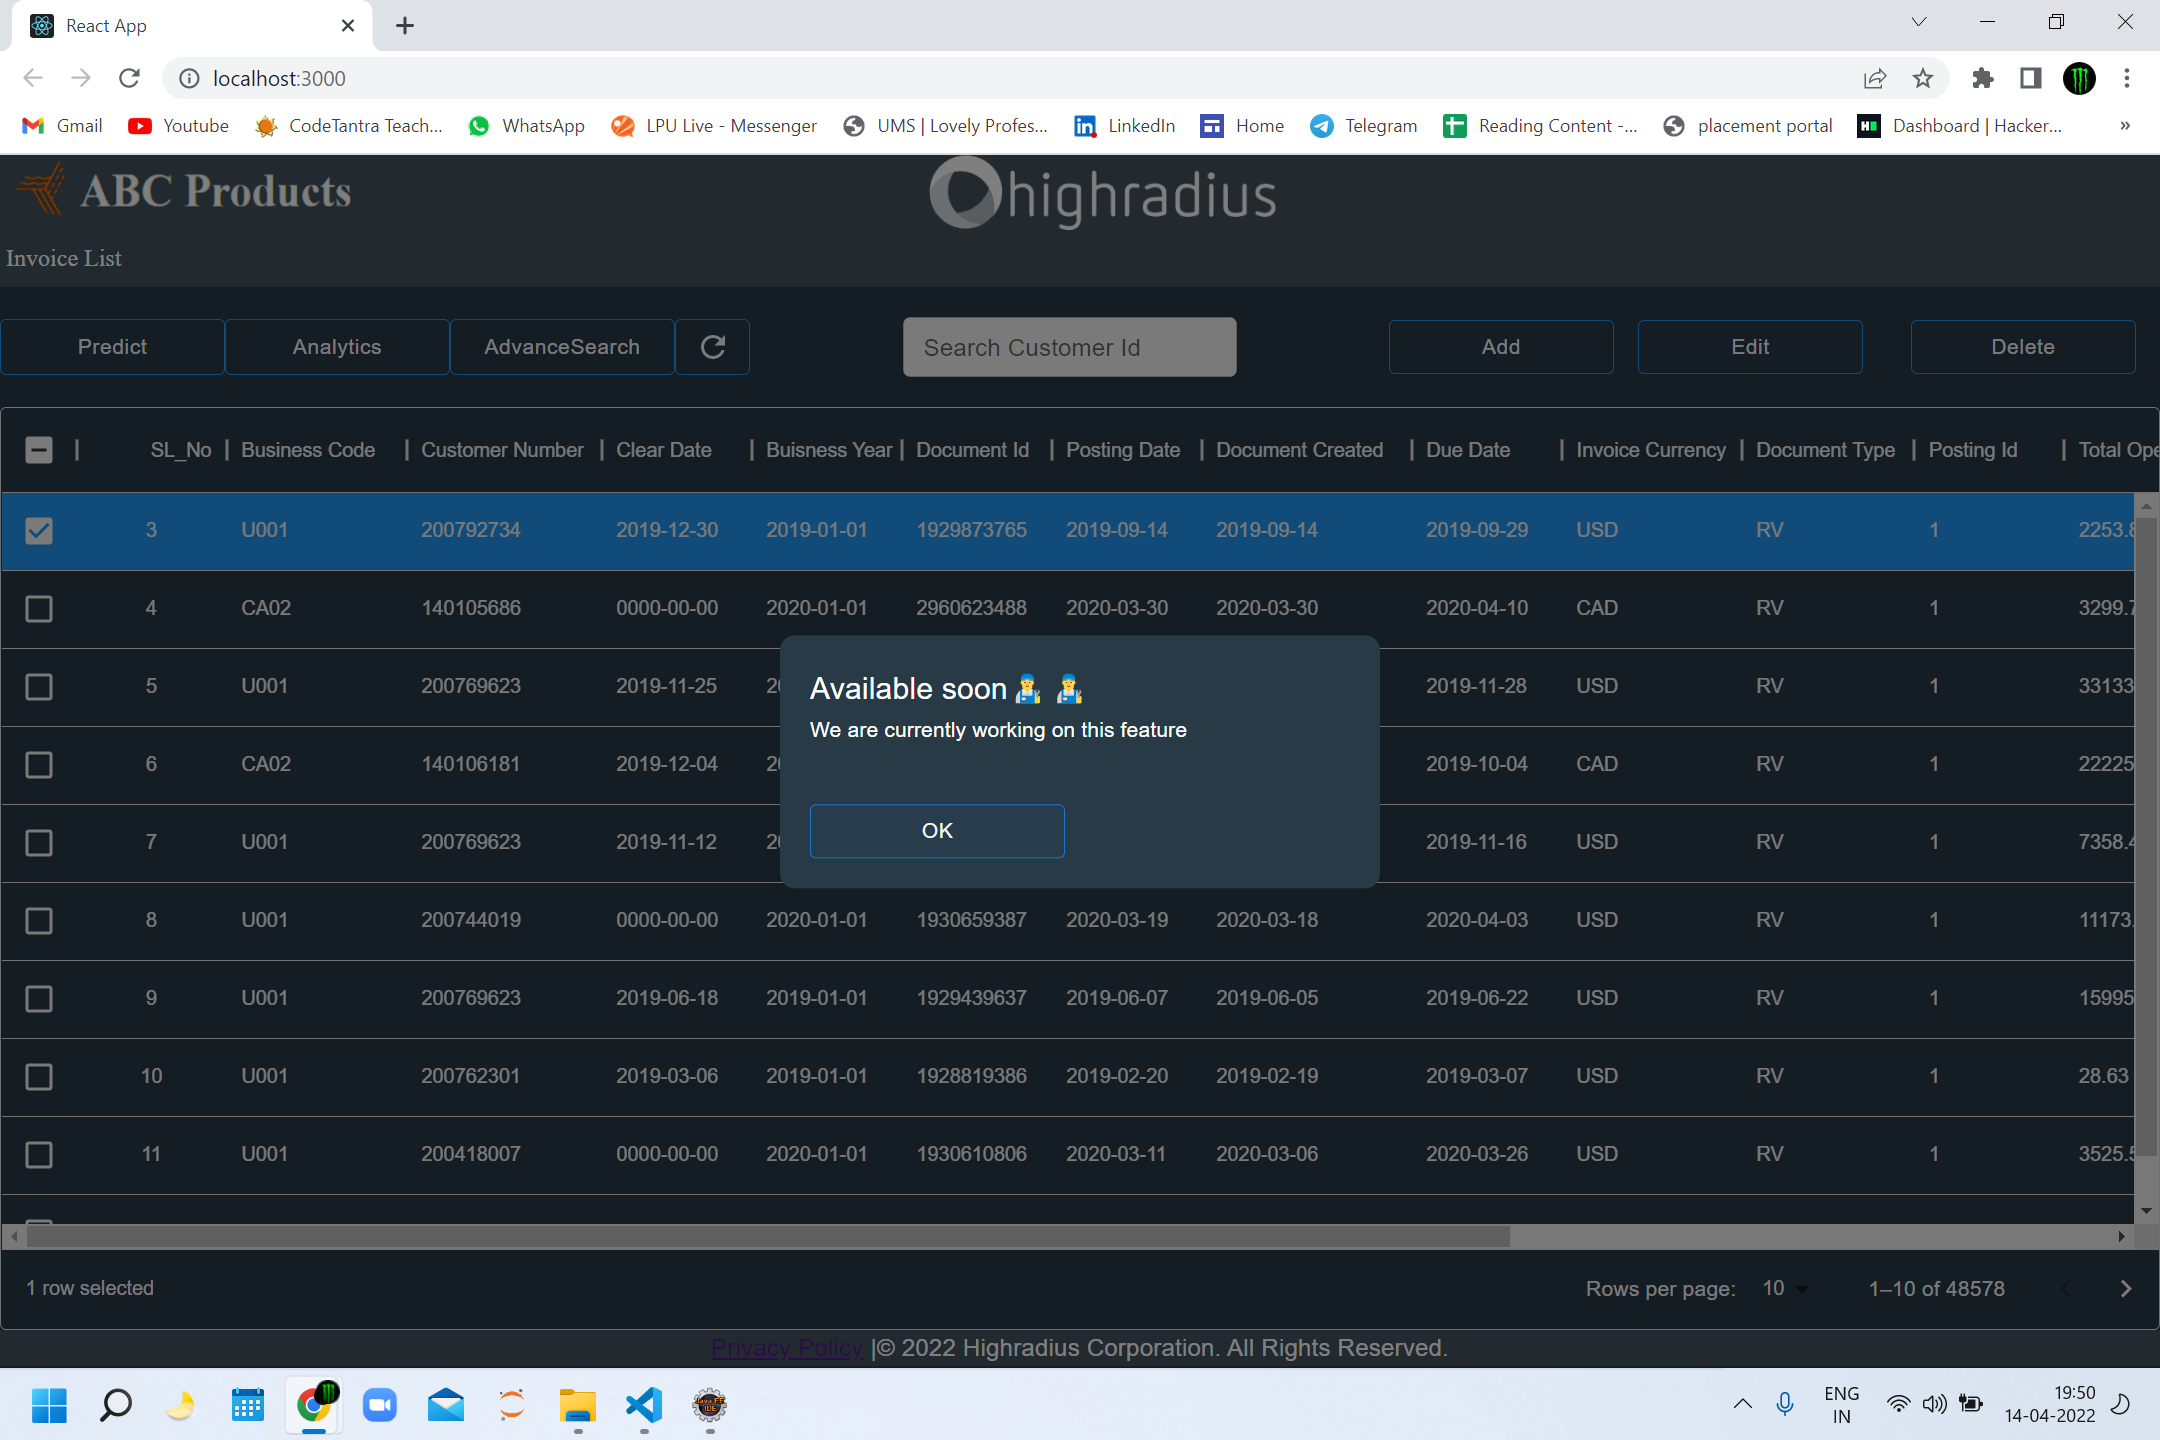 React App
localhost:3000
Gmail Youtube CodeTantra Teach... WhatsApp LPU Live - Messenger UMS | Lovely Profes... LinkedIn Home Telegram Reading Content -... placement portal Dashboard | Hacker... »
ABC Products highradius
Invoice List
Predict Analytics AdvanceSearch Search Customer Id Add Edit Delete
SL_No Business Code Customer Number Clear Date Buisness Year Document Id Posting Date Document Created Due Date Invoice Currency Document Type Posting Id Total Ope
3 U001 200792734 2019-12-30 2019-01-01 1929873765 2019-09-14 2019-09-14 2019-09-29 USD RV 1 2253.8
4 CA02 140105686 0000-00-00 2020-01-01 2960623488 2020-03-30 2020-03-30 2020-04-10 CAD RV 1 3299.7
5 U001 200769623 2019-11-25 2019-11-28 USD RV 1 33133
6 CA02 140106181 2019-12-04 2019-10-04 CAD RV 1 22225
7 U001 200769623 2019-11-12 2019-11-16 USD RV 1 7358.4
Available soon
We are currently working on this feature
OK
8 U001 200744019 0000-00-00 2020-01-01 1930659387 2020-03-19 2020-03-18 2020-04-03 USD RV 1 11173.
9 U001 200769623 2019-06-18 2019-01-01 1929439637 2019-06-07 2019-06-05 2019-06-22 USD RV 1 15995
10 U001 200762301 2019-03-06 2019-01-01 1928819386 2019-02-20 2019-02-19 2019-03-07 USD RV 1 28.63
11 U001 200418007 0000-00-00 2020-01-01 1930610806 2020-03-11 2020-03-06 2020-03-26 USD RV 1 3525.5
1 row selected Rows per page: 10 1–10 of 48578
Privacy Policy |© 2022 Highradius Corporation. All Rights Reserved.
ENG 19:50
IN 14-04-2022